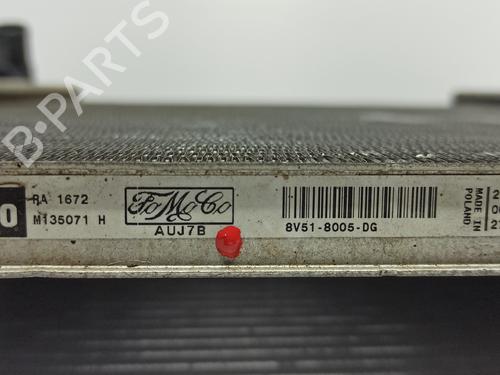 B-PARTS
O
RA 1672
M135071 H
FoMoCo
AUJ7B
8V51-8005-DG
MADE IN
POLAND